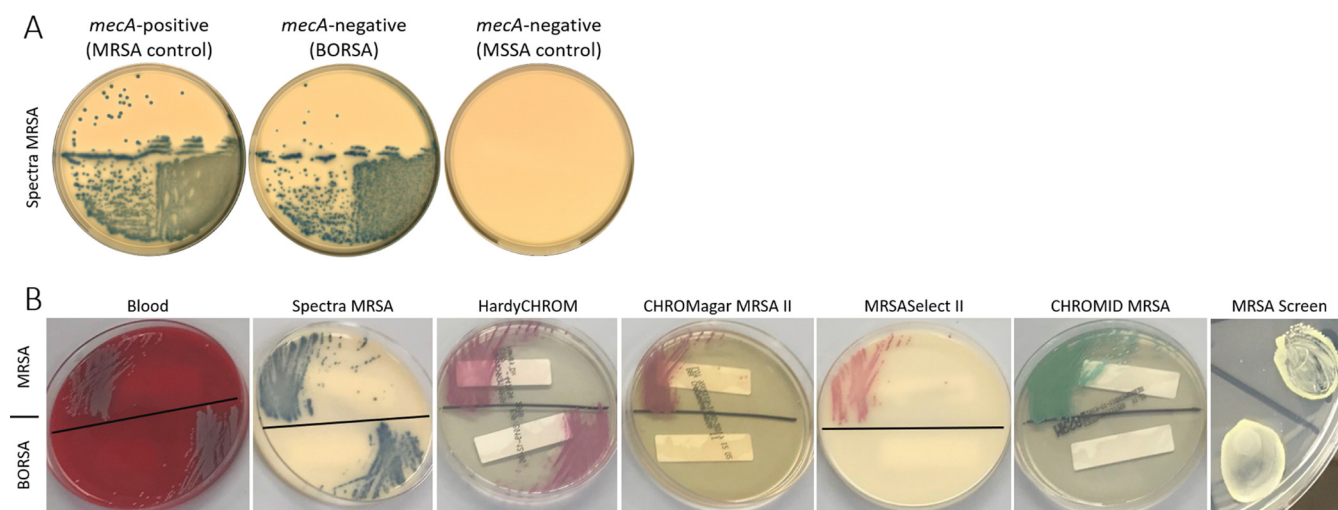 A
mecA-positive
(MRSA control)
mecA-negative
(BORSA)
mecA-negative
(MSSA control)
Spectra MRSA
B
Blood
Spectra MRSA
HardyCHROM
CHROMagar MRSA II
MRSASelect II
CHROMID MRSA
MRSA Screen
MRSA
BORSA